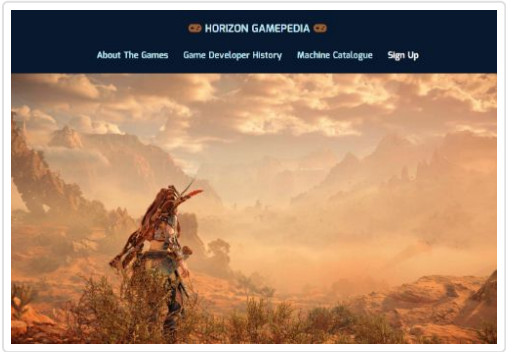 HORIZON GAMEPEDIA
About The Games Game Developer History Machine Catalogue Sign Up